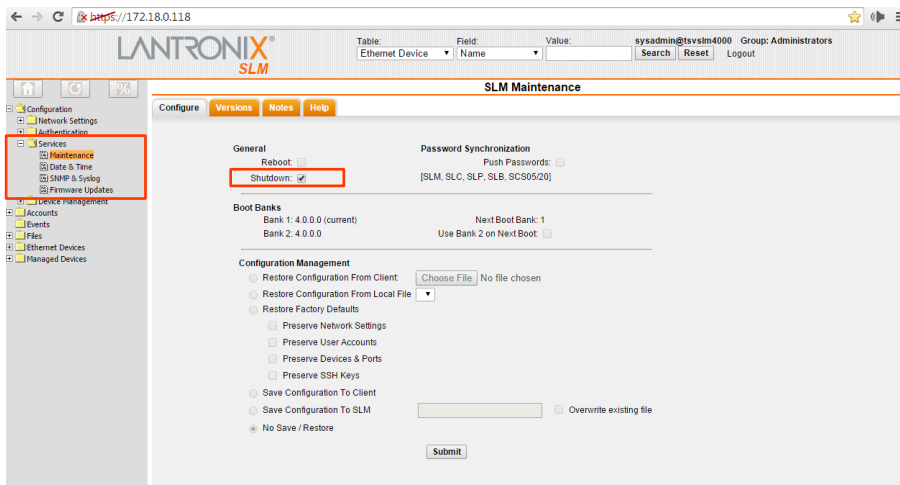 https://172.18.0.118
LANTRONIX®
SLM
Table: Field: Value:
Ethernet Device Name
sysadmin@tsvslm4000 Group: Administrators
Search Reset Logout
SLM Maintenance
Configure Versions Notes Help
Configuration
Network Settings
Authentication
Services
Maintenance
Date & Time
SNMP & Syslog
Firmware Updates
Device Management
Accounts
Events
Files
Ethernet Devices
Managed Devices
General
Reboot:
Shutdown:
Password Synchronization
Push Passwords:
[SLM, SLC, SLP, SLB, SCS05/20]
Boot Banks
Bank 1: 4.0.0.0 (current)
Next Boot Bank: 1
Bank 2: 4.0.0.0
Use Bank 2 on Next Boot:
Configuration Management
Restore Configuration From Client: Choose File No file chosen
Restore Configuration From Local File
Restore Factory Defaults
Preserve Network Settings
Preserve User Accounts
Preserve Devices & Ports
Preserve SSH Keys
Save Configuration To Client
Save Configuration To SLM Overwrite existing file
No Save / Restore
Submit